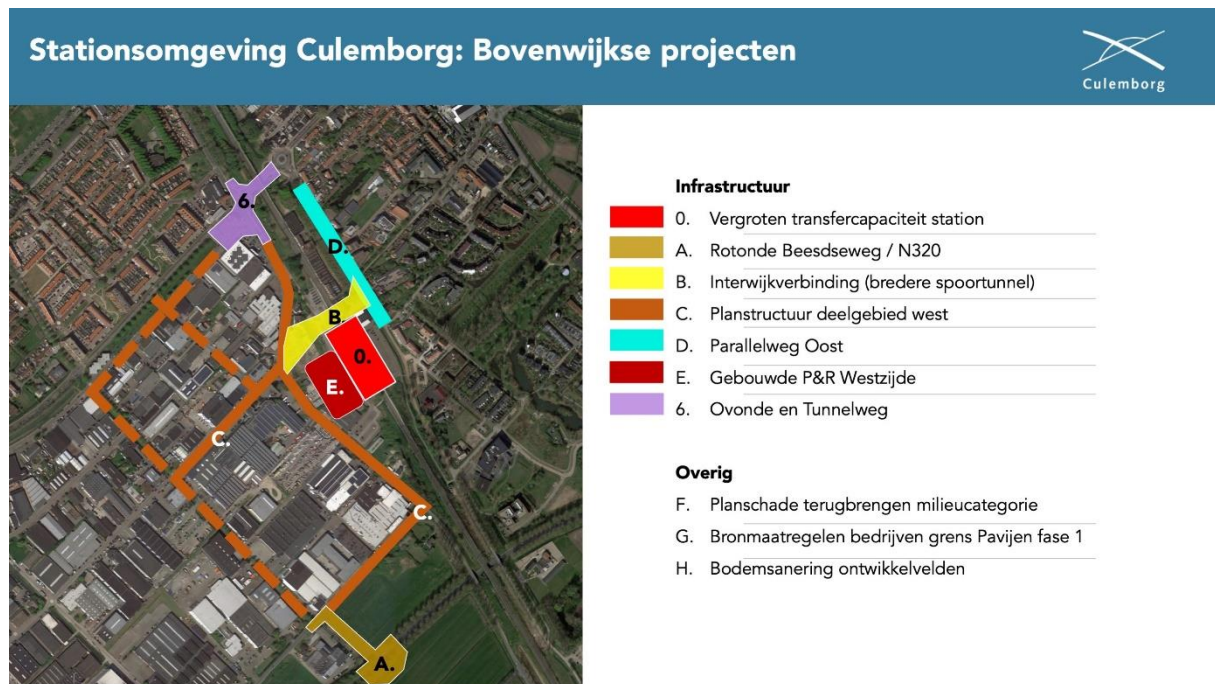 Stationsomgeving Culemborg: Bovenwijkse projecten
Culemborg
6.
D.
B.
0.
E.
C.
C.
A.
Infrastructuur
0. Vergroten transfercapaciteit station
A. Rotonde Beesdseweg / N320
B. Interwijkverbinding (bredere spoortunnel)
C. Planstructuur deelgebied west
D. Parallelweg Oost
E. Gebouwde P&R Westzijde
6. Ovonde en Tunnelweg
Overig
F. Planschade terugbrengen milieucategorie
G. Bronmaatregelen bedrijven grens Pavijen fase 1
H. Bodemsanering ontwikkelvelden